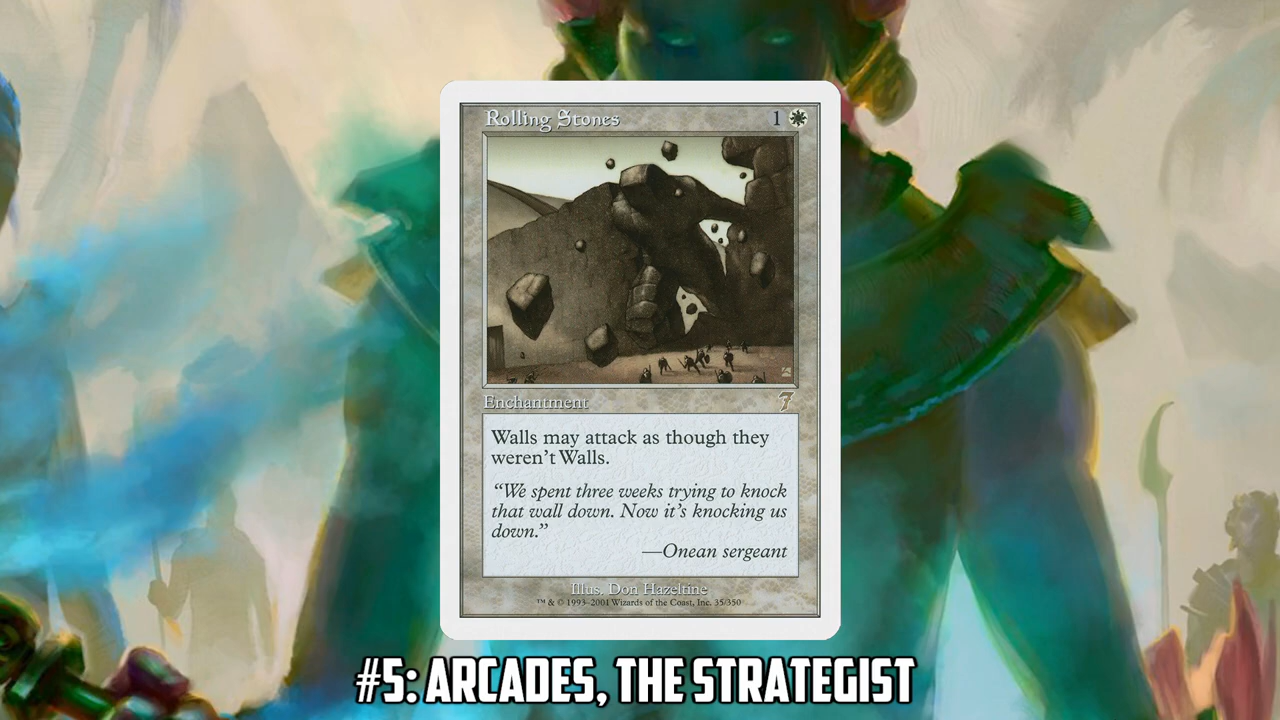 Rolling Stones 1
Enchantment
Walls may attack as though they
weren't Walls.
“We spent three weeks trying to knock
that wall down. Now it's knocking us
down.”
—Onean sergeant
Illus. Don Hazeltine
™ & © 1993–2001 Wizards of the Coast, Inc. 35/350
#5: ARCADES, THE STRATEGIST